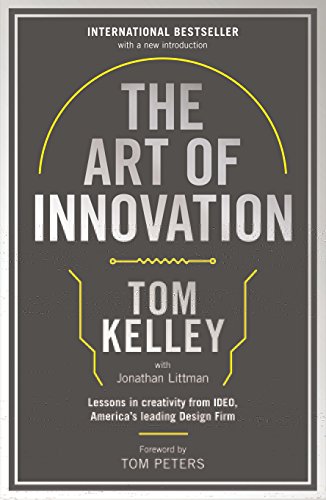 INTERNATIONAL BESTSELLER
with a new introduction
THE
ART OF
INNOVATION
TOM
KELLEY
with
Jonathan Littman
Lessons in creativity from IDEO,
America's leading Design Firm
Foreword by
TOM PETERS